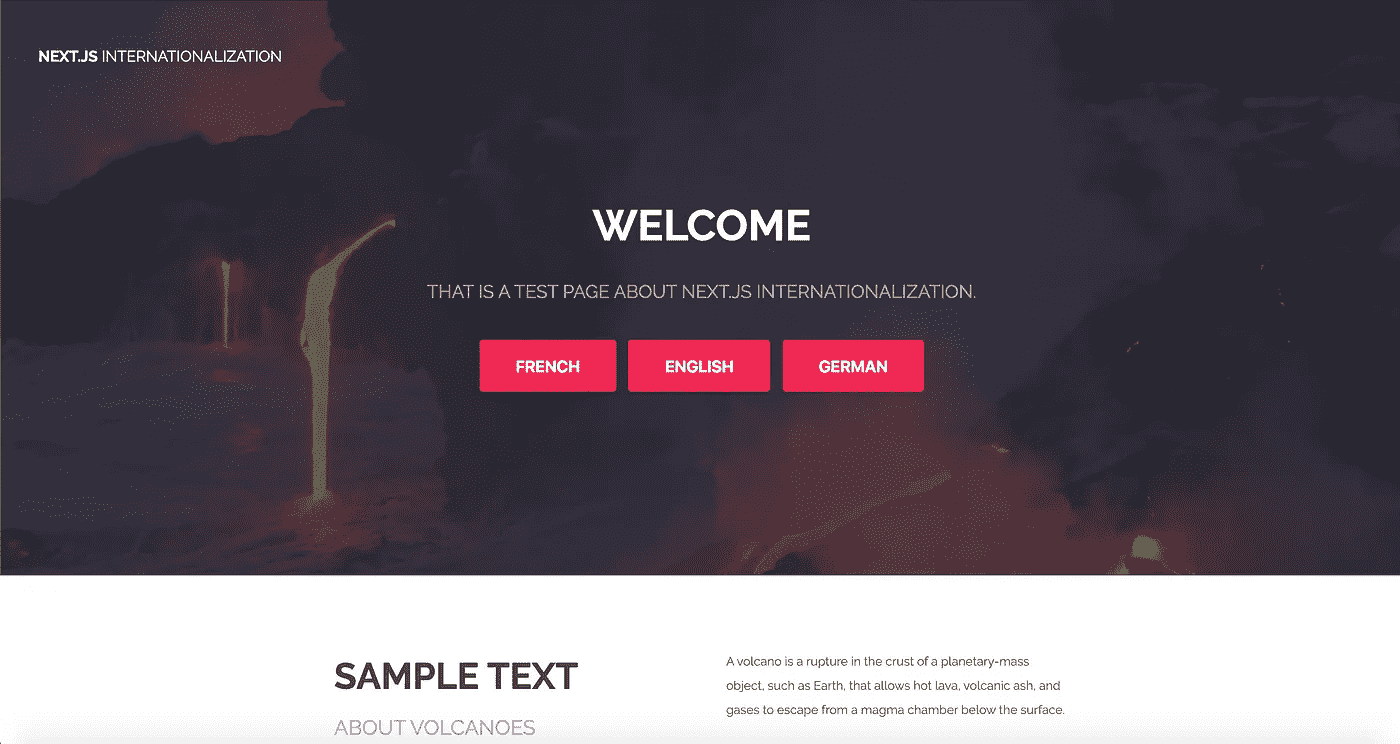 NEXT.JS INTERNATIONALIZATION
WELCOME
THAT IS A TEST PAGE ABOUT NEXT.JS INTERNATIONALIZATION.
FRENCH
ENGLISH
GERMAN
SAMPLE TEXT
ABOUT VOLCANOES
A volcano is a rupture in the crust of a planetary-mass
object, such as Earth, that allows hot lava, volcanic ash, and
gases to escape from a magma chamber below the surface.